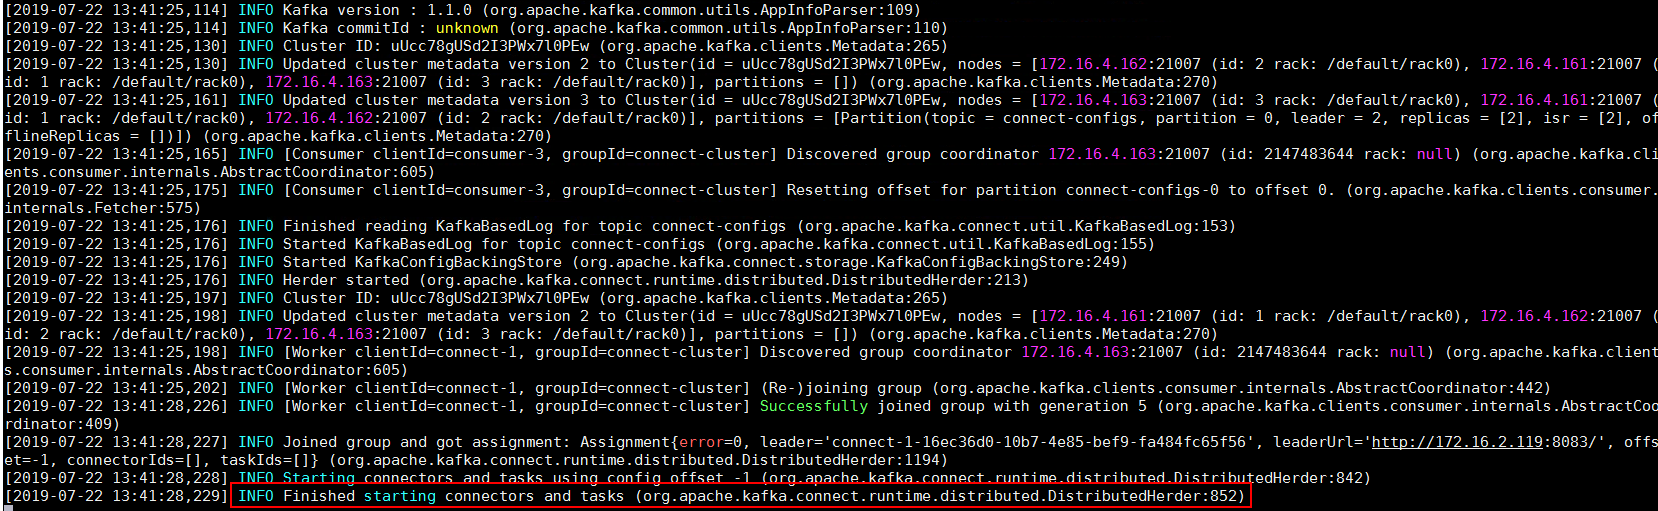 [2019-07-22 13:41:25,114] INFO Kafka version : 1.1.0 (org.apache.kafka.common.utils.AppInfoParser:109)
[2019-07-22 13:41:25,114] INFO Kafka commitId : unknown (org.apache.kafka.common.utils.AppInfoParser:110)
[2019-07-22 13:41:25,130] INFO Cluster ID: uUcc78gUSd2I3PWx7l0PEw (org.apache.kafka.clients.Metadata:265)
[2019-07-22 13:41:25,130] INFO Updated cluster metadata version 2 to Cluster(id = uUcc78gUSd2I3PWx7l0PEw, nodes = [172.16.4.162:21007 (id: 2 rack: /default/rack0), 172.16.4.161:21007 (
id: 1 rack: /default/rack0), 172.16.4.163:21007 (id: 3 rack: /default/rack0)], partitions = []) (org.apache.kafka.clients.Metadata:270)
[2019-07-22 13:41:25,161] INFO Updated cluster metadata version 3 to Cluster(id = uUcc78gUSd2I3PWx7l0PEw, nodes = [172.16.4.163:21007 (id: 3 rack: /default/rack0), 172.16.4.161:21007 (
id: 1 rack: /default/rack0), 172.16.4.162:21007 (id: 2 rack: /default/rack0)], partitions = [Partition(topic = connect-configs, partition = 0, leader = 2, replicas = [2], isr = [2], of
flineReplicas = [])]) (org.apache.kafka.clients.Metadata:270)
[2019-07-22 13:41:25,165] INFO [Consumer clientId=consumer-3, groupId=connect-cluster] Discovered group coordinator 172.16.4.163:21007 (id: 2147483644 rack: null) (org.apache.kafka.cli
ents.consumer.internals.AbstractCoordinator:605)
[2019-07-22 13:41:25,175] INFO [Consumer clientId=consumer-3, groupId=connect-cluster] Resetting offset for partition connect-configs-0 to offset 0. (org.apache.kafka.clients.consumer.
internals.Fetcher:575)
[2019-07-22 13:41:25,176] INFO Finished reading KafkaBasedLog for topic connect-configs (org.apache.kafka.connect.util.KafkaBasedLog:153)
[2019-07-22 13:41:25,176] INFO Started KafkaBasedLog for topic connect-configs (org.apache.kafka.connect.util.KafkaBasedLog:155)
[2019-07-22 13:41:25,176] INFO Started KafkaConfigBackingStore (org.apache.kafka.connect.storage.KafkaConfigBackingStore:249)
[2019-07-22 13:41:25,176] INFO Herder started (org.apache.kafka.connect.runtime.distributed.DistributedHerder:213)
[2019-07-22 13:41:25,197] INFO Cluster ID: uUcc78gUSd2I3PWx7l0PEw (org.apache.kafka.clients.Metadata:265)
[2019-07-22 13:41:25,198] INFO Updated cluster metadata version 2 to Cluster(id = uUcc78gUSd2I3PWx7l0PEw, nodes = [172.16.4.161:21007 (id: 1 rack: /default/rack0), 172.16.4.162:21007 (
id: 2 rack: /default/rack0), 172.16.4.163:21007 (id: 3 rack: /default/rack0)], partitions = []) (org.apache.kafka.clients.Metadata:270)
[2019-07-22 13:41:25,198] INFO [Worker clientId=connect-1, groupId=connect-cluster] Discovered group coordinator 172.16.4.163:21007 (id: 2147483644 rack: null) (org.apache.kafka.client
s.consumer.internals.AbstractCoordinator:605)
[2019-07-22 13:41:25,202] INFO [Worker clientId=connect-1, groupId=connect-cluster] (Re-)joining group (org.apache.kafka.clients.consumer.internals.AbstractCoordinator:442)
[2019-07-22 13:41:28,226] INFO [Worker clientId=connect-1, groupId=connect-cluster] Successfully joined group with generation 5 (org.apache.kafka.clients.consumer.internals.AbstractCoo
rdinator:409)
[2019-07-22 13:41:28,227] INFO Joined group and got assignment: Assignment{error=0, leader='connect-1-16ec36d0-10b7-4e85-bef9-fa484fc65f56', leaderUrl='http://172.16.2.119:8083/', offs
et=-1, connectorIds=[], taskIds=[]} (org.apache.kafka.connect.runtime.distributed.DistributedHerder:1194)
[2019-07-22 13:41:28,228] INFO Starting connectors and tasks using config offset -1 (org.apache.kafka.connect.runtime.distributed.DistributedHerder:842)
[2019-07-22 13:41:28,229] INFO Finished starting connectors and tasks (org.apache.kafka.connect.runtime.distributed.DistributedHerder:852)